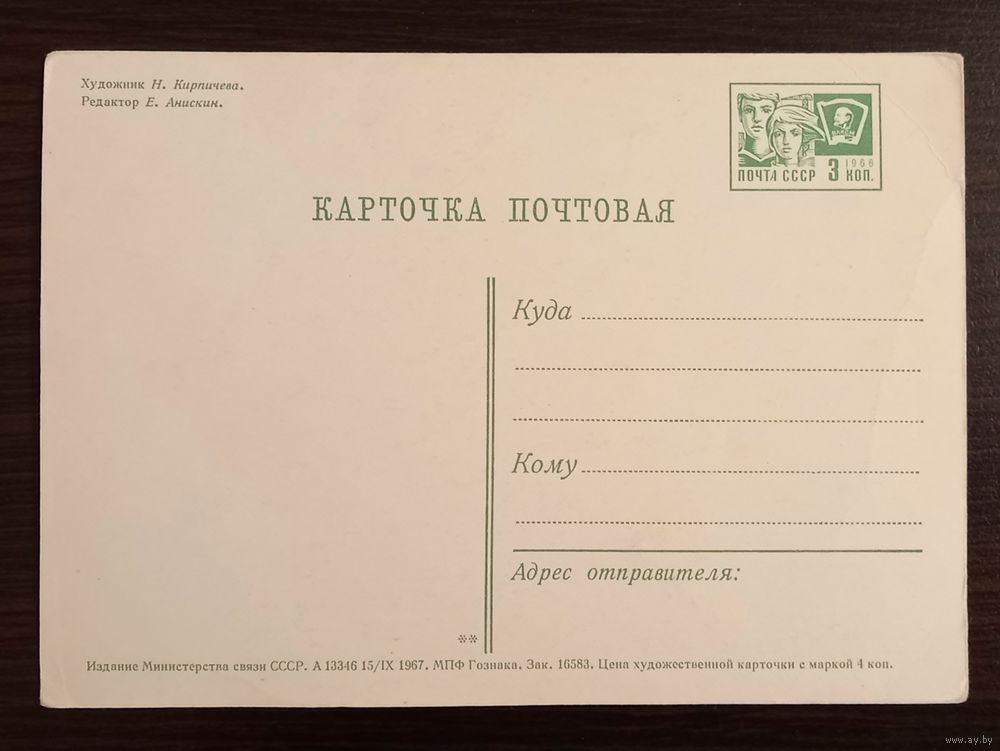 Художник Н. Кирпичева.
Редактор Е. Анискин.
ВЛКСМ
1966
ПОЧТА СССР 3 КОП.
КАРТОЧКА ПОЧТОВАЯ
Куда
Кому
Адрес отправителя:
**
Издание Министерства связи СССР. А 13346 15/IX 1967. МПФ Гознака. Зак. 16583. Цена художественной карточки с маркой 4 коп.
www.ay.by